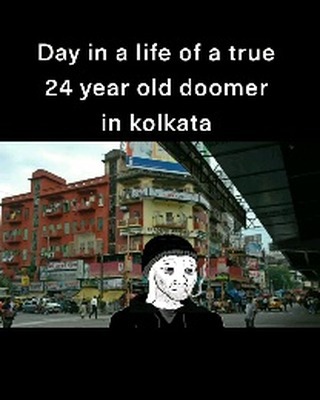 Day in a life of a true
24 year old doomer
in kolkata